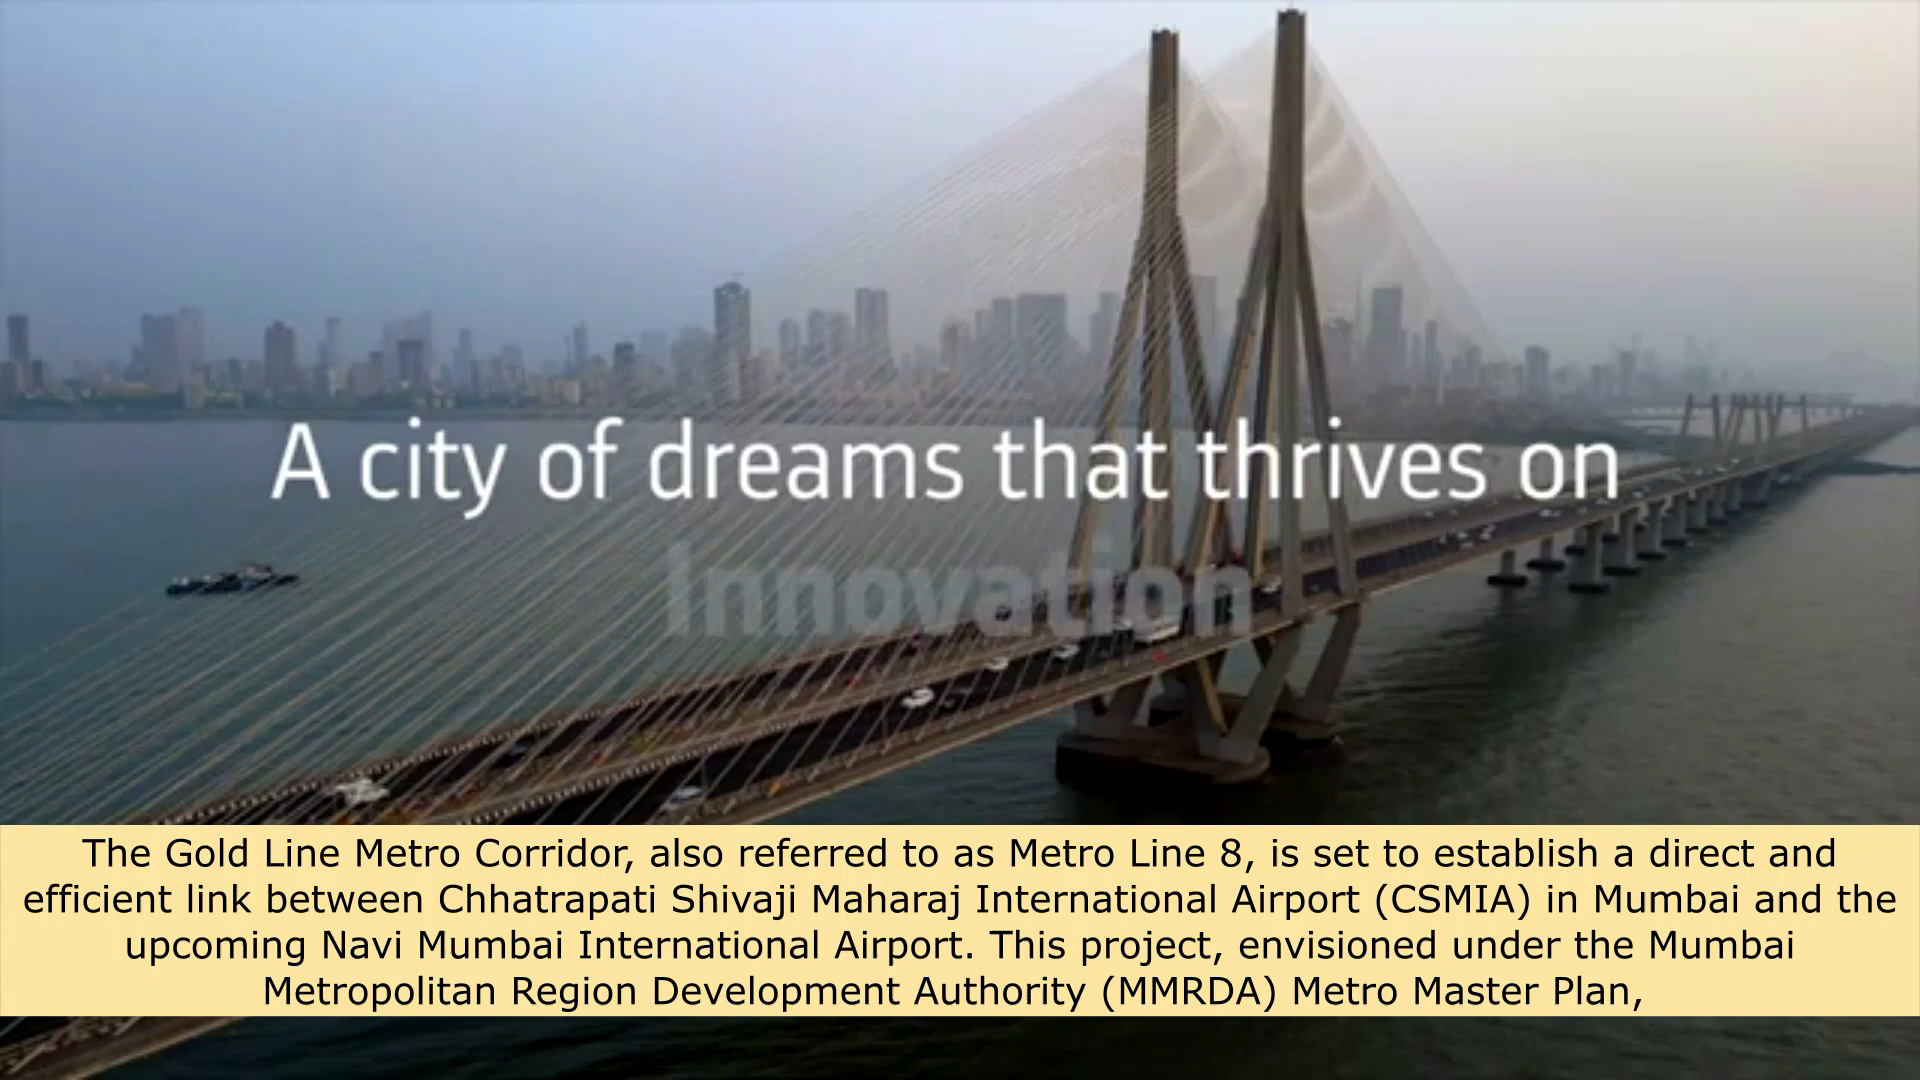 A city of dreams that thrives on
Innovation
The Gold Line Metro Corridor, also referred to as Metro Line 8, is set to establish a direct and
efficient link between Chhatrapati Shivaji Maharaj International Airport (CSMIA) in Mumbai and the
upcoming Navi Mumbai International Airport. This project, envisioned under the Mumbai
Metropolitan Region Development Authority (MMRDA) Metro Master Plan,